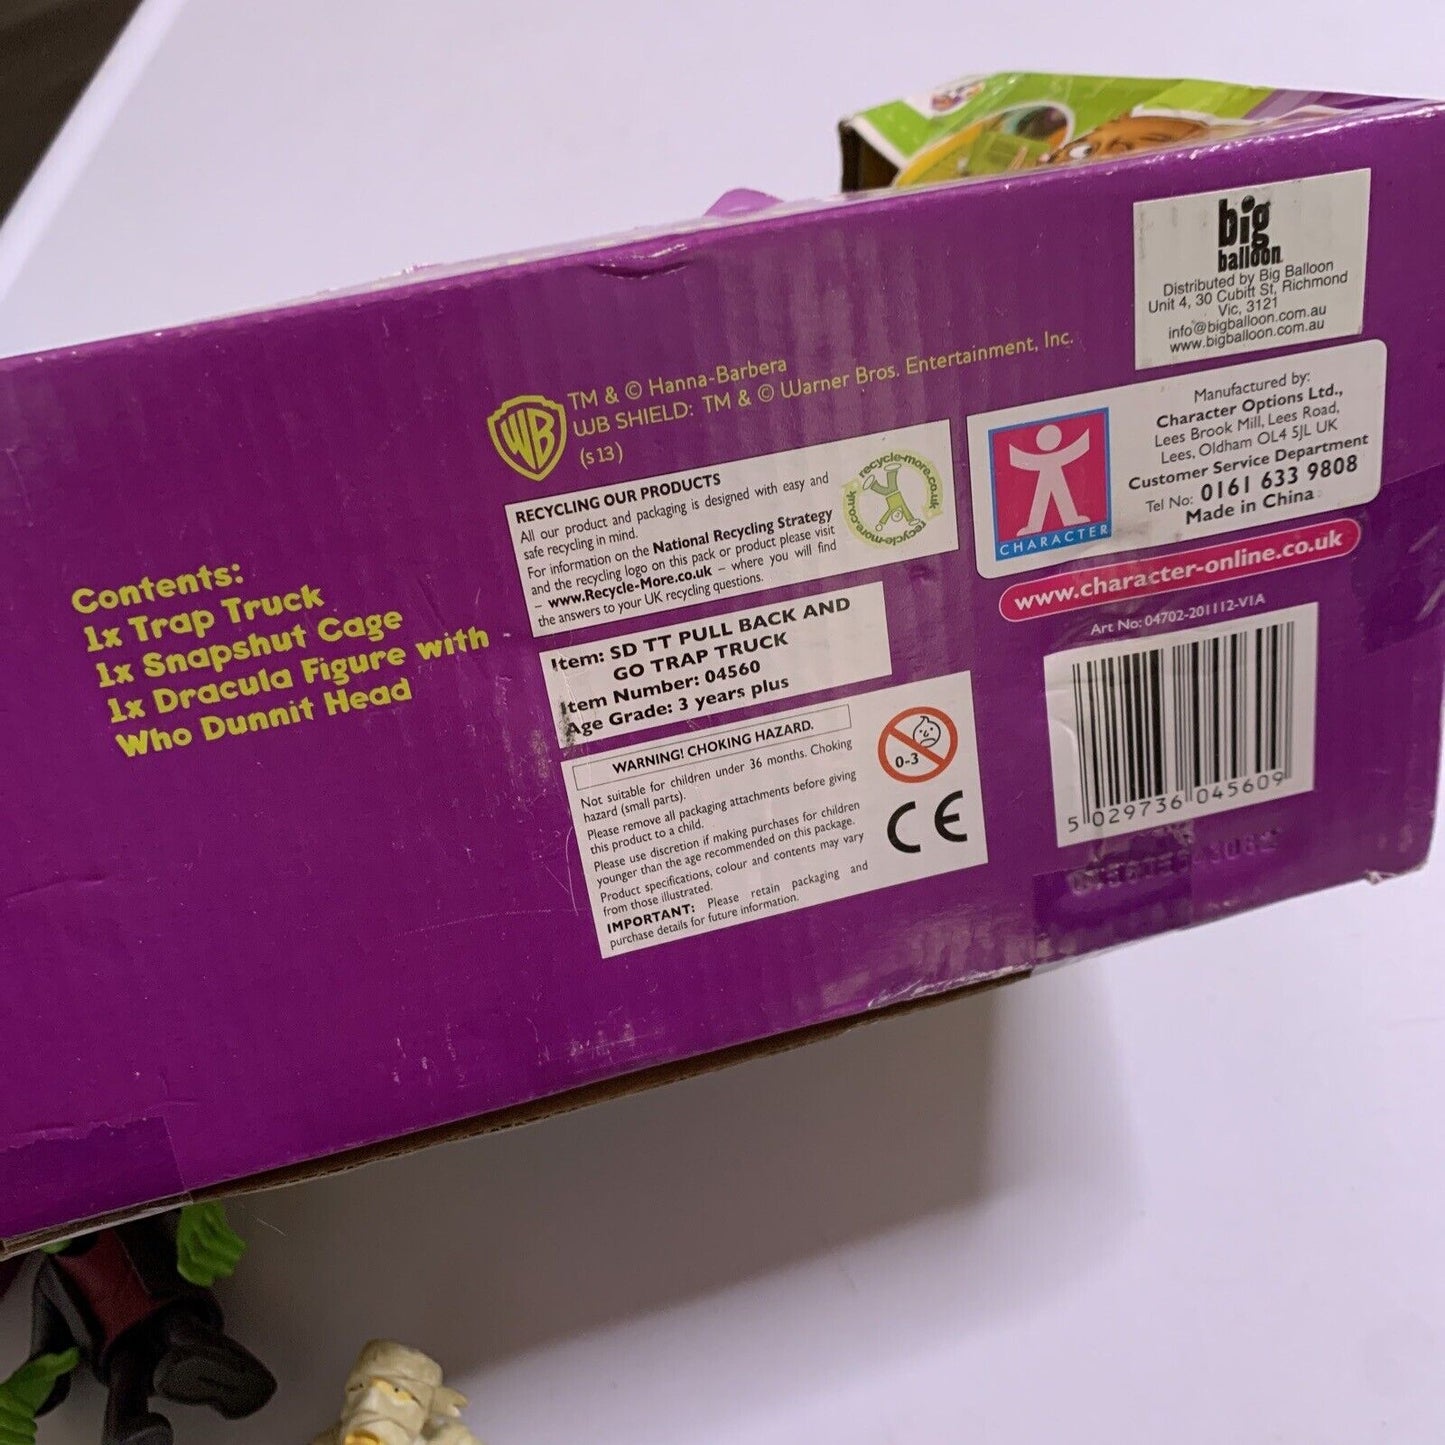 big
balloon
Distributed by Big Balloon
Unit 4, 30 Cubitt St, Richmond
Vic, 3121
info@bigballoon.com.au
www.bigballoon.com.au
WB
TM & © Hanna-Barbera
WB SHIELD: TM & © Warner Bros. Entertainment, Inc.
(s13)
Manufactured by:
Character Options Ltd.,
Lees Brook Mill, Lees Road,
Lees, Oldham OL4 5JL UK
Customer Service Department
Tel No: 0161 633 9808
Made in China
CHARACTER
www.character-online.co.uk
RECYCLING OUR PRODUCTS
All our product and packaging is designed with easy and
safe recycling in mind.
For information on the National Recycling Strategy
and the recycling logo on this pack or product please visit
– www.Recycle-More.co.uk – where you will find
the answers to your UK recycling questions.
recycle-more.co.uk
recycle-more.co.uk
Contents:
1x Trap Truck
1x Snapshut Cage
1x Dracula Figure with
Who Dunnit Head
Item: SD TT PULL BACK AND
GO TRAP TRUCK
Item Number: 04560
Age Grade: 3 years plus
WARNING! CHOKING HAZARD.
Not suitable for children under 36 months. Choking
hazard (small parts).
Please remove all packaging attachments before giving
this product to a child.
Please use discretion if making purchases for children
younger than the age recommended on this package.
Product specifications, colour and contents may vary
from those illustrated.
IMPORTANT: Please retain packaging and
purchase details for future information.
0-3
CE
Art No: 04702-201112-V1A
5 029736 045609